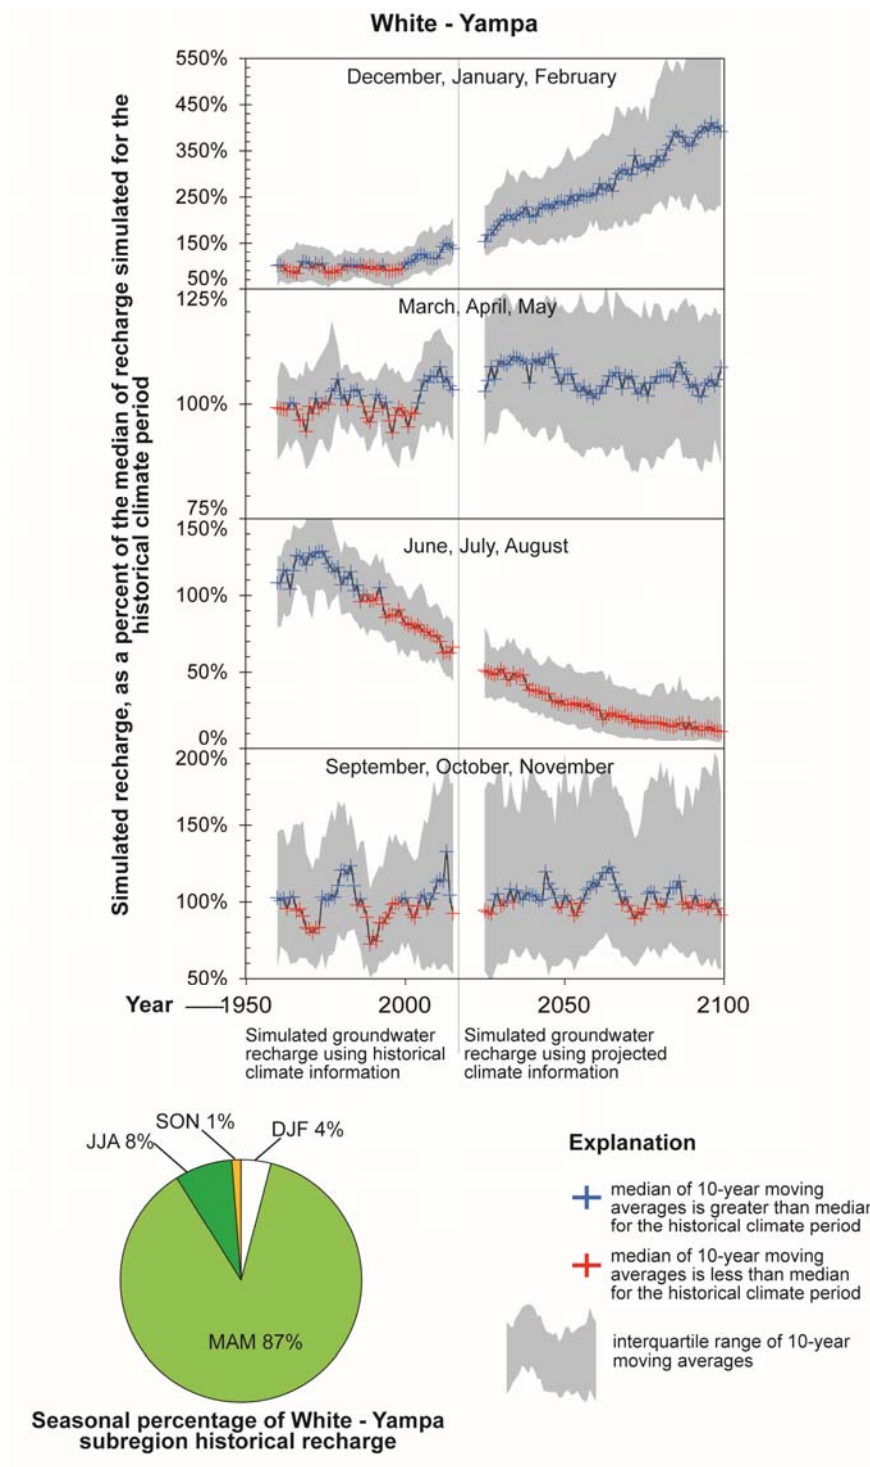 White - Yampa
Simulated recharge, as a percent of the median of recharge simulated for the
historical climate period
550%
450%
350%
250%
150%
50%
December, January, February
125%
100%
75%
March, April, May
150%
100%
50%
0%
June, July, August
200%
150%
100%
50%
September, October, November
Year
1950
2000
2050
2100
Simulated groundwater
recharge using historical
climate information
Simulated groundwater
recharge using projected
climate information
SON 1%
DJF 4%
JJA 8%
MAM 87%
Seasonal percentage of White - Yampa
subregion historical recharge
Explanation
median of 10-year moving
averages is greater than median
for the historical climate period
median of 10-year moving
averages is less than median
for the historical climate period
interquartile range of 10-year
moving averages